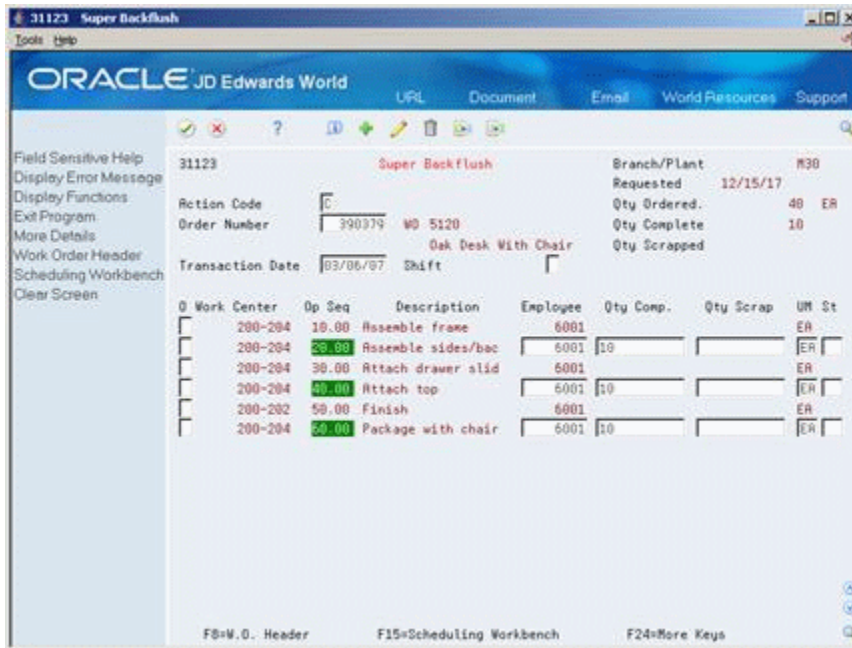 31123 Super Backflush
Tools Help
ORACLE JD Edwards World
URL Document Email World Resources Support
?
Field Sensitive Help
Display Error Message
Display Functions
Exit Program
More Details
Work Order Header
Scheduling Workbench
Clear Screen
31123 Super Backflush Branch/Plant M30
Requested 12/15/17
Action Code C Qty Ordered. 40 EA
Order Number 390379 WO 5120 Qty Complete 10
Oak Desk With Chair Qty Scrapped
Transaction Date 03/06/07 Shift
O Work Center Op Seq Description Employee Qty Comp. Qty Scrap UM St
200-204 10.00 Assemble frame 6001 EA
200-204 20.00 Assemble sides/bac 6001 10 EA
200-204 30.00 Attach drawer slid 6001 EA
200-204 40.00 Attach top 6001 10 EA
200-202 50.00 Finish 6001 EA
200-204 60.00 Package with chair 6001 10 EA
F8=W.O. Header F15=Scheduling Workbench F24=More Keys